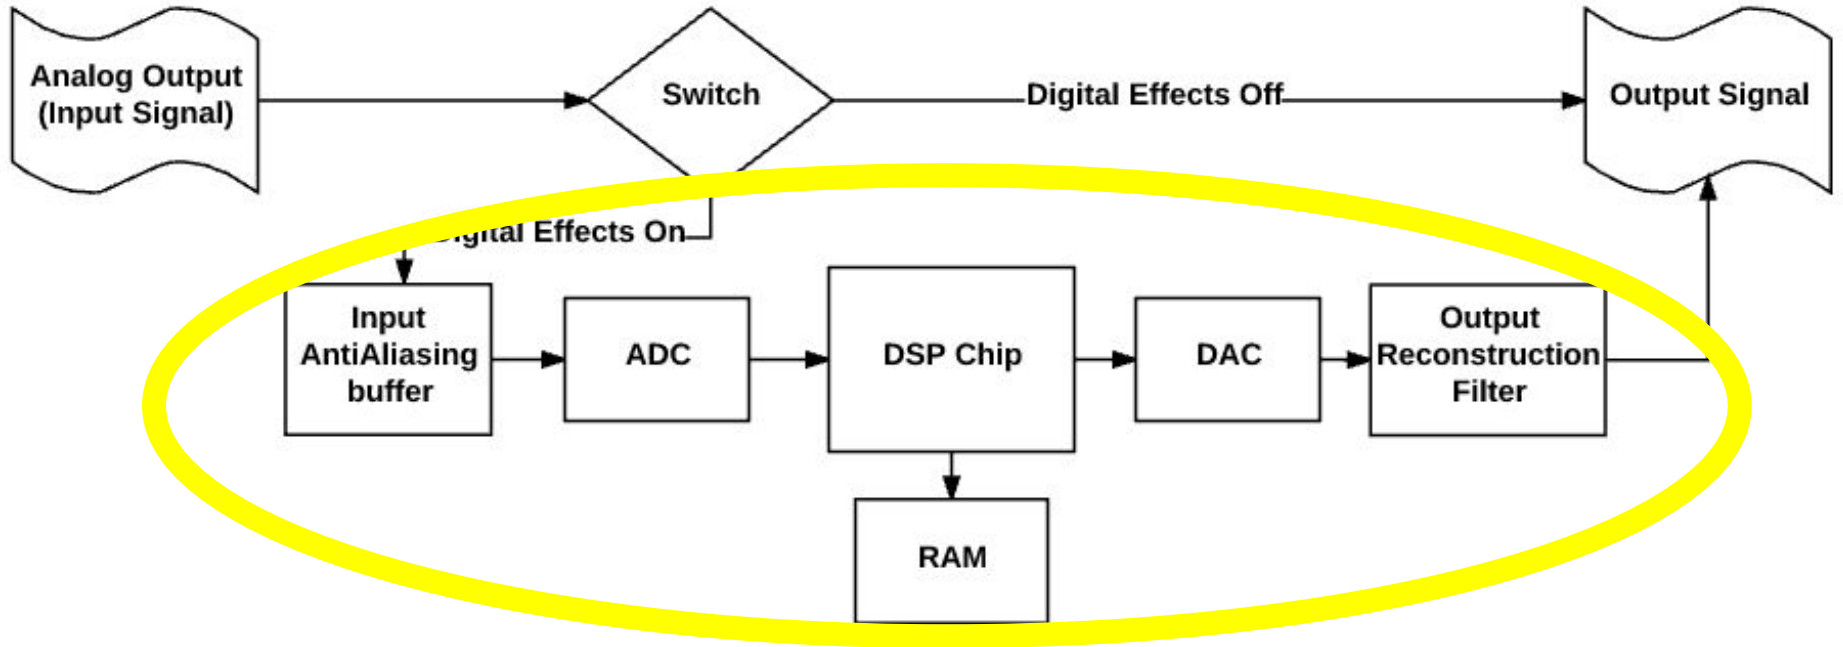 Analog Output
(Input Signal)
Switch
Digital Effects Off
Output Signal
Digital Effects On
Input
AntiAliasing
buffer
ADC
DSP Chip
DAC
Output
Reconstruction
Filter
RAM